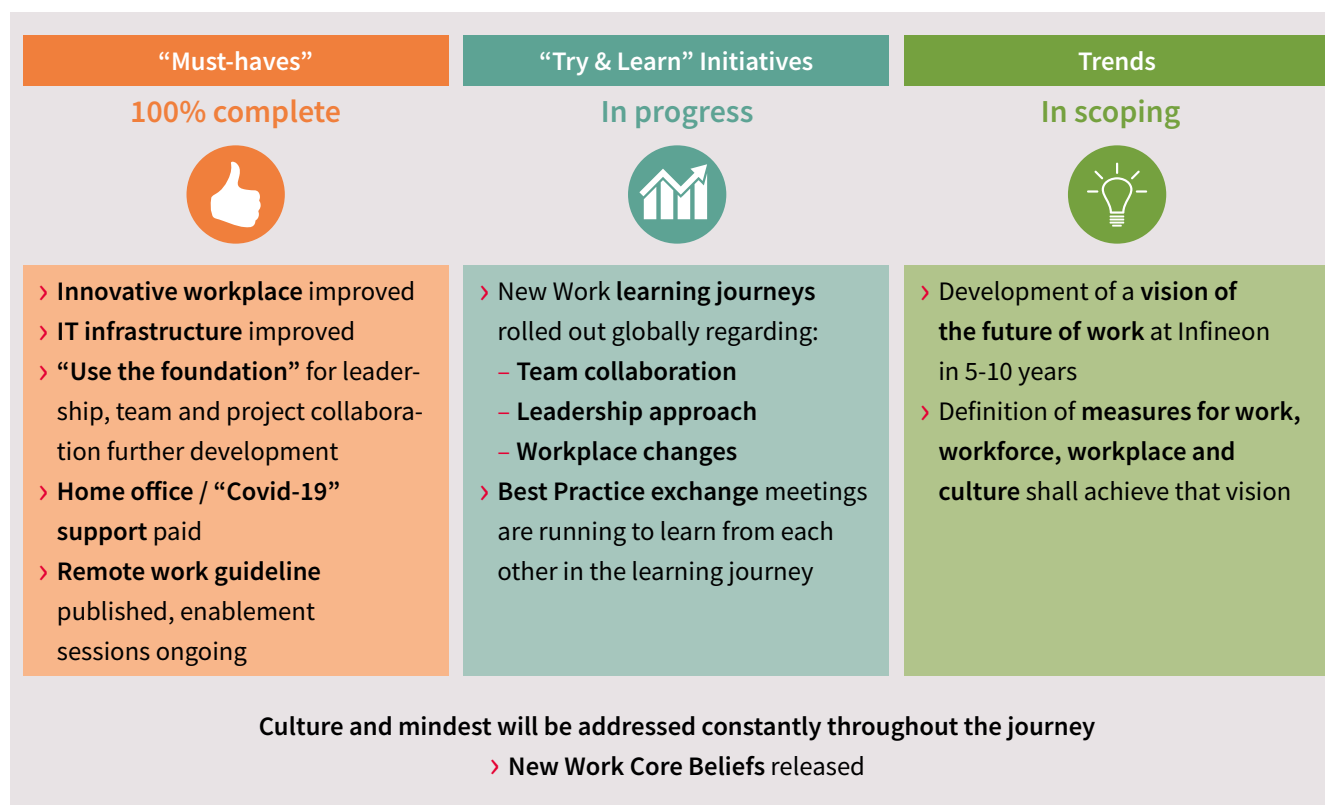 “Must-haves”
100% complete
› Innovative workplace improved
› IT infrastructure improved
› “Use the foundation” for leader-
ship, team and project collabora-
tion further development
› Home office / “Covid-19”
support paid
› Remote work guideline
published, enablement
sessions ongoing
“Try & Learn” Initiatives
In progress
› New Work learning journeys
rolled out globally regarding:
– Team collaboration
– Leadership approach
– Workplace changes
› Best Practice exchange meetings
are running to learn from each
other in the learning journey
Trends
In scoping
› Development of a vision of
the future of work at Infineon
in 5-10 years
› Definition of measures for work,
workforce, workplace and
culture shall achieve that vision
Culture and mindest will be addressed constantly throughout the journey
› New Work Core Beliefs released